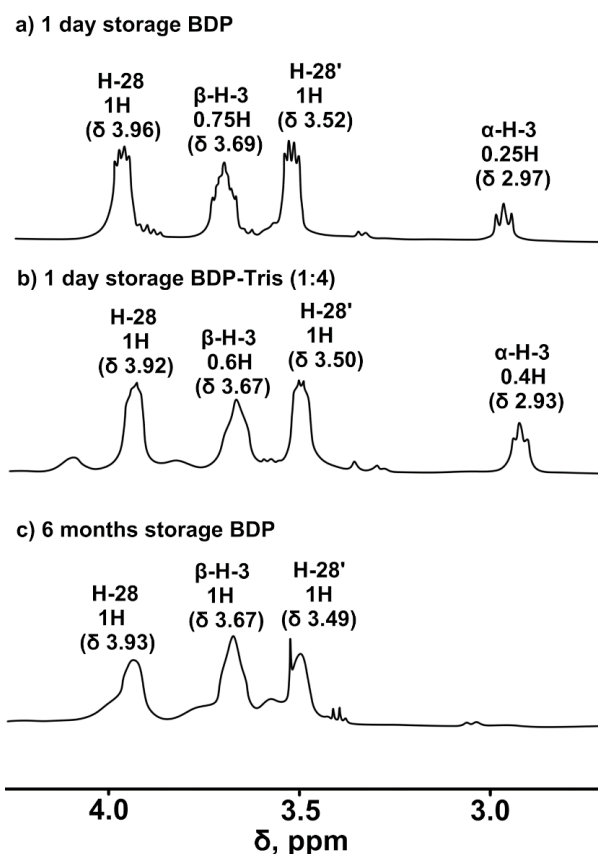 a) 1 day storage BDP
H-28
1H
(δ 3.96)
β-H-3
0.75H
(δ 3.69)
H-28'
1H
(δ 3.52)
α-H-3
0.25H
(δ 2.97)
b) 1 day storage BDP-Tris (1:4)
H-28
1H
(δ 3.92)
β-H-3
0.6H
(δ 3.67)
H-28'
1H
(δ 3.50)
α-H-3
0.4H
(δ 2.93)
c) 6 months storage BDP
H-28
1H
(δ 3.93)
β-H-3
1H
(δ 3.67)
H-28'
1H
(δ 3.49)
4.0 3.5 3.0
δ, ppm